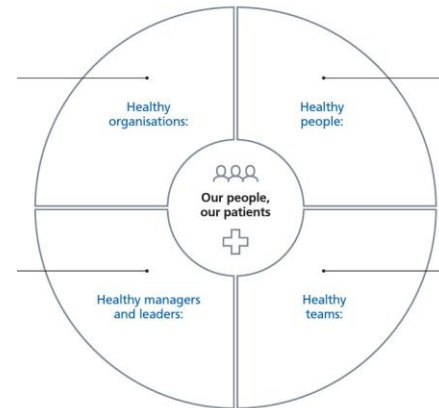 Healthy
organisations:
Healthy
people:
Our people,
our patients
Healthy managers
and leaders:
Healthy
teams: